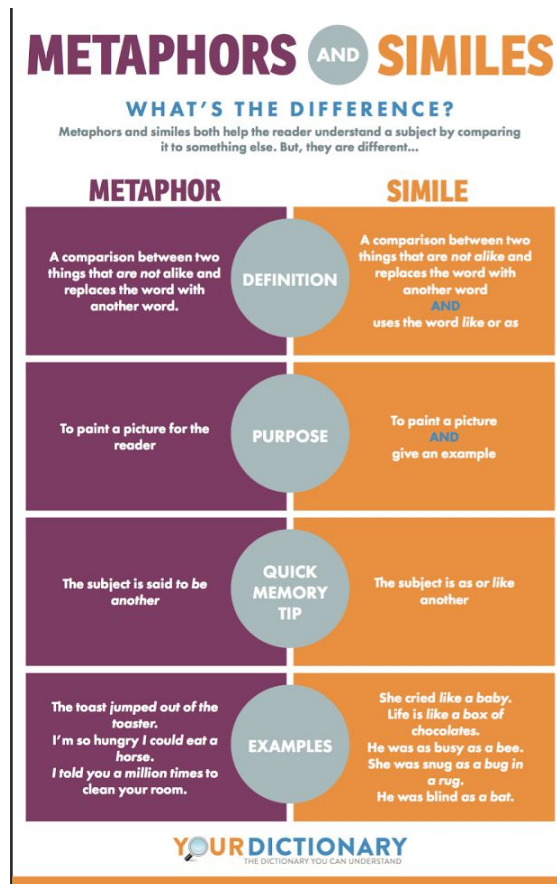 METAPHORS AND SIMILES
WHAT'S THE DIFFERENCE?
Metaphors and similes both help the reader understand a subject by comparing
it to something else. But, they are different...
METAPHOR
SIMILE
A comparison between two
things that are not alike and
replaces the word with
another word.
DEFINITION
A comparison between two
things that are not alike and
replaces the word with
another word
AND
uses the word like or as
To paint a picture for the
reader
PURPOSE
To paint a picture
AND
give an example
The subject is said to be
another
QUICK
MEMORY
TIP
The subject is as or like
another
The toast jumped out of the
toaster.
I'm so hungry I could eat a
horse.
I told you a million times to
clean your room.
EXAMPLES
She cried like a baby.
Life is like a box of
chocolates.
He was as busy as a bee.
She was snug as a bug in
a rug.
He was blind as a bat.
YOURDICTIONARY
THE DICTIONARY YOU CAN UNDERSTAND